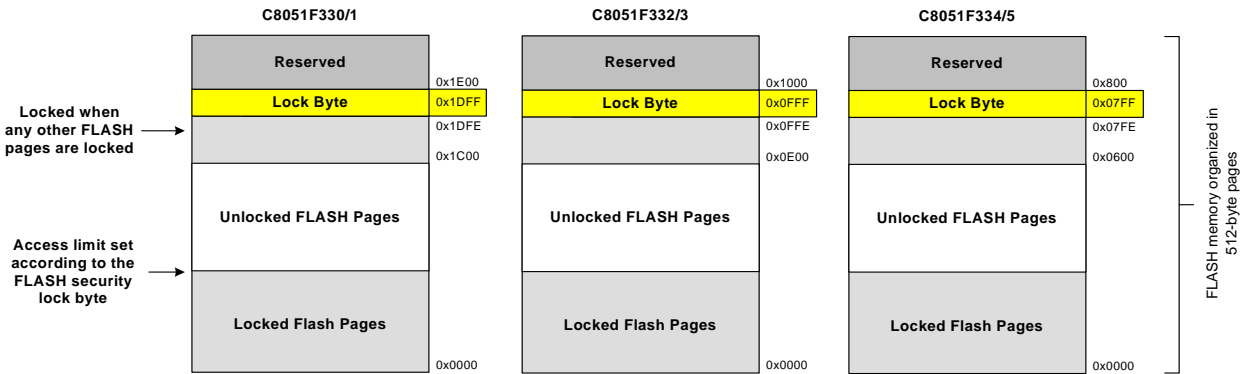 C8051F330/1
Reserved
0x1E00
Lock Byte
0x1DFF
0x1DFE
0x1C00
Unlocked FLASH Pages
Locked Flash Pages
0x0000
Locked when
any other FLASH
pages are locked
Access limit set
according to the
FLASH security
lock byte
C8051F332/3
Reserved
0x1000
Lock Byte
0x0FFF
0x0FFE
0x0E00
Unlocked FLASH Pages
Locked Flash Pages
0x0000
C8051F334/5
Reserved
0x800
Lock Byte
0x07FF
0x07FE
0x0600
Unlocked FLASH Pages
Locked Flash Pages
0x0000
FLASH memory organized in
512-byte pages